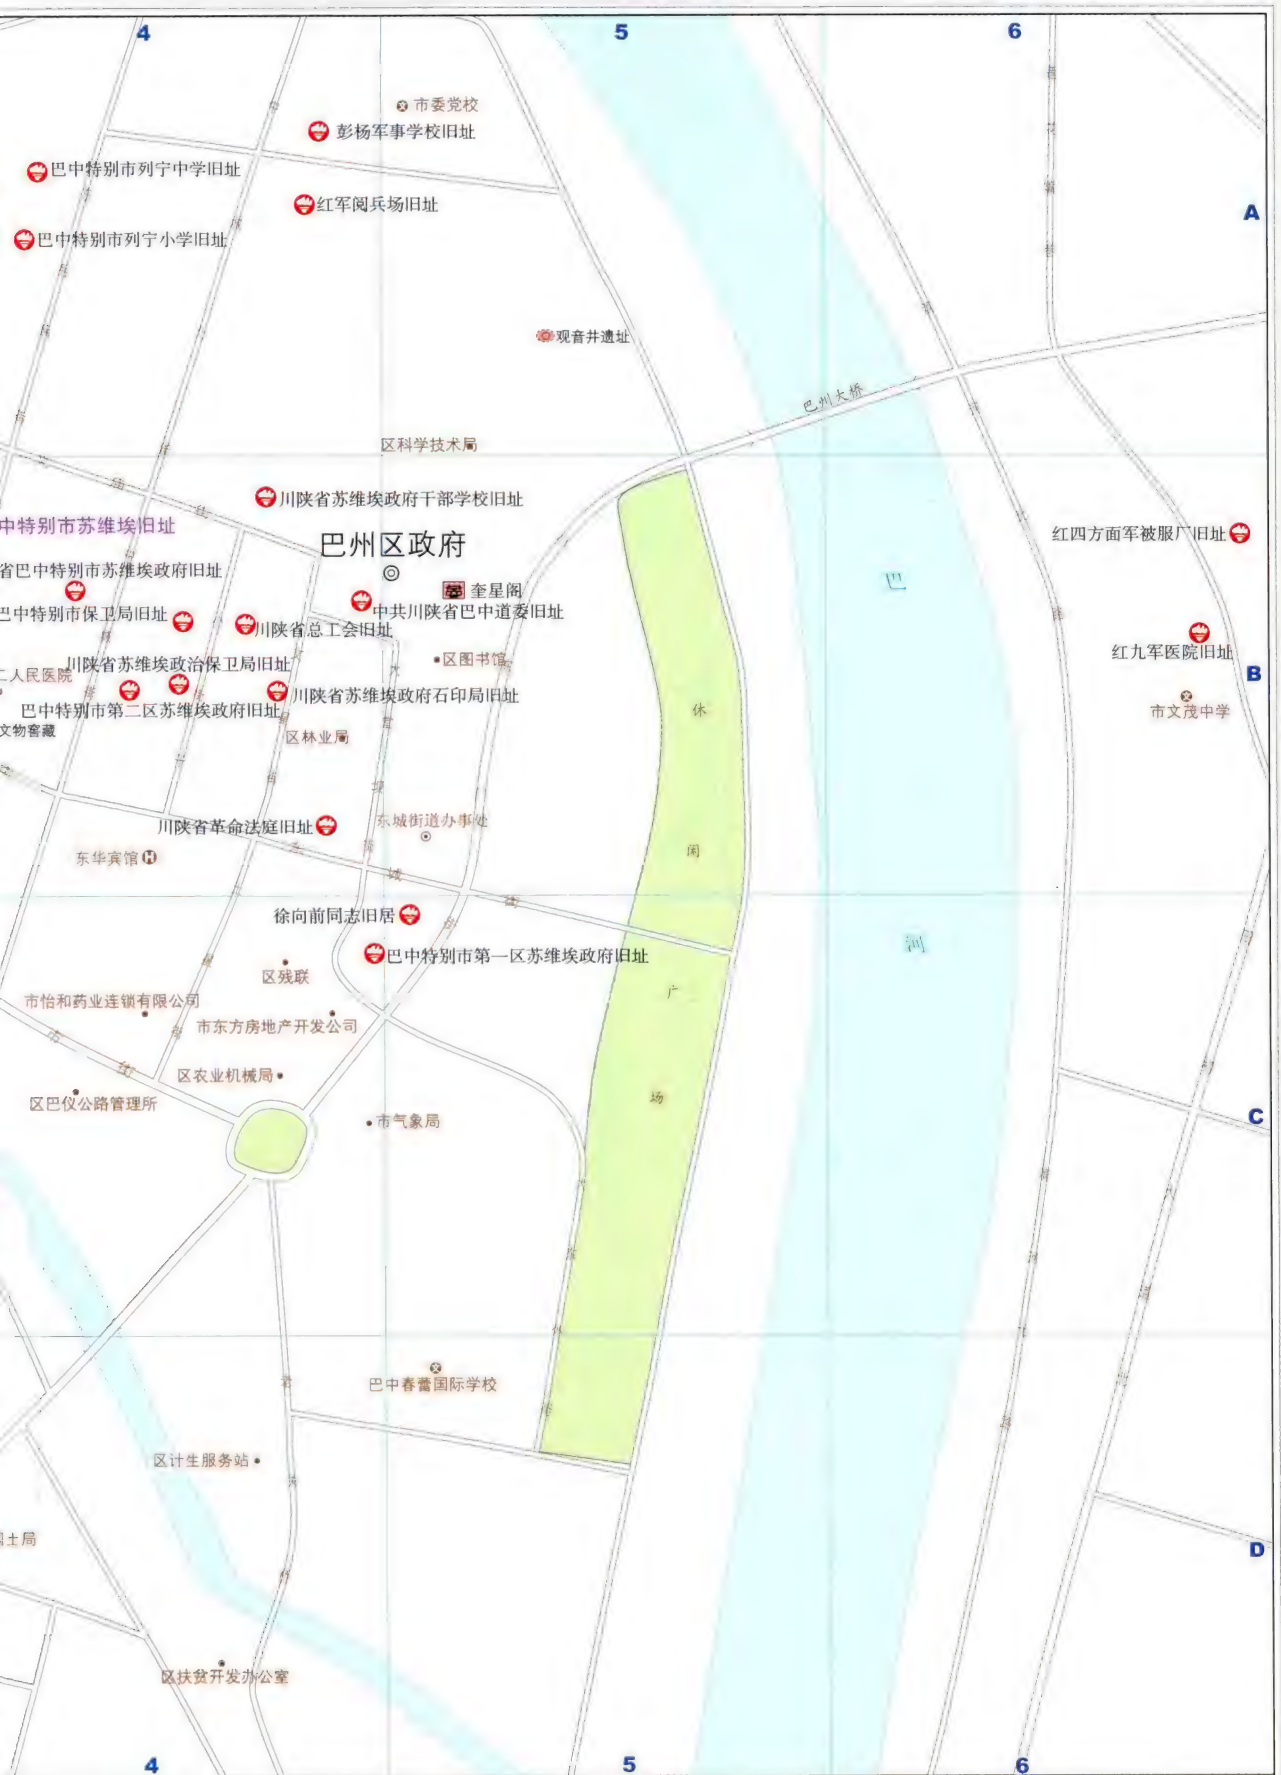 4
5
6
市委党校
彭杨军事学校旧址
巴中特别市列宁中学旧址
红军阅兵场旧址
A
巴中特别市列宁小学旧址
观音井遗址
巴州大桥
区科学技术局
川陕省苏维埃政府干部学校旧址
中特别市苏维埃旧址
巴州区政府
红四方面军被服厂旧址
省巴中特别市苏维埃政府旧址
奎星阁
巴
中共川陕省巴中道委旧址
巴中特别市保卫局旧址
川陕省总工会旧址
红九军医院旧址
区图书馆
川陕省苏维埃政治保卫局旧址
二人民医院
B
川陕省苏维埃政府石印局旧址
巴中特别市第二区苏维埃政府旧址
市文茂中学
休
文物窖藏
区林业局
川陕省革命法庭旧址
东城街道办事处
闲
东华宾馆
H
城
街
徐向前同志旧居
河
巴中特别市第一区苏维埃政府旧址
区残联
广
市怡和药业连锁有限公司
市东方房地产开发公司
市
街
区农业机械局
场
区巴仪公路管理所
市气象局
C
老
巴中春蕾国际学校
区计生服务站
国土局
D
区扶贫开发办公室
4
5
6